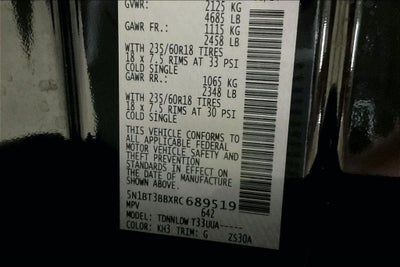 GVWR: 2125 KG
4685 LB
GAWR FR.: 1115 KG
2458 LB
WITH 235/60R18 TIRES
18 x 7.5 RIMS AT 33 PSI
COLD SINGLE
GAWR RR.: 1065 KG
2348 LB
WITH 235/60R18 TIRES
18 x 7.5 RIMS AT 30 PSI
COLD SINGLE
THIS VEHICLE CONFORMS TO
ALL APPLICABLE FEDERAL
MOTOR VEHICLE SAFETY AND
THEFT PREVENTION
STANDARDS IN EFFECT ON
THE DATE OF MANUFACTURE
SHOWN ABOVE.
5N1BT3BBXRC689519
MPV 642
MODEL: TDNNLDW T33UUA-----
COLOR: KH3 TRIM: G ZS30A